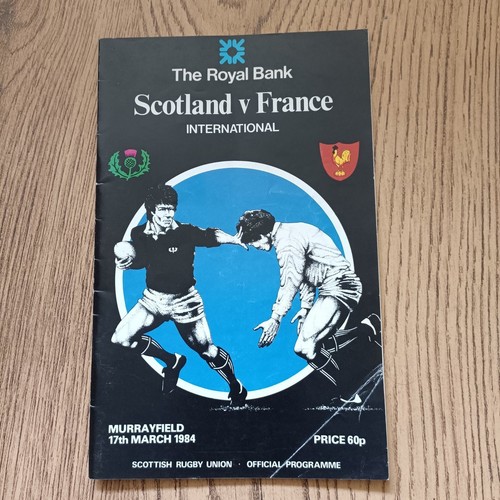 The Royal Bank
Scotland v France
INTERNATIONAL
MURRAYFIELD
17th MARCH 1984
PRICE 60p
SCOTTISH RUGBY UNION · OFFICIAL PROGRAMME